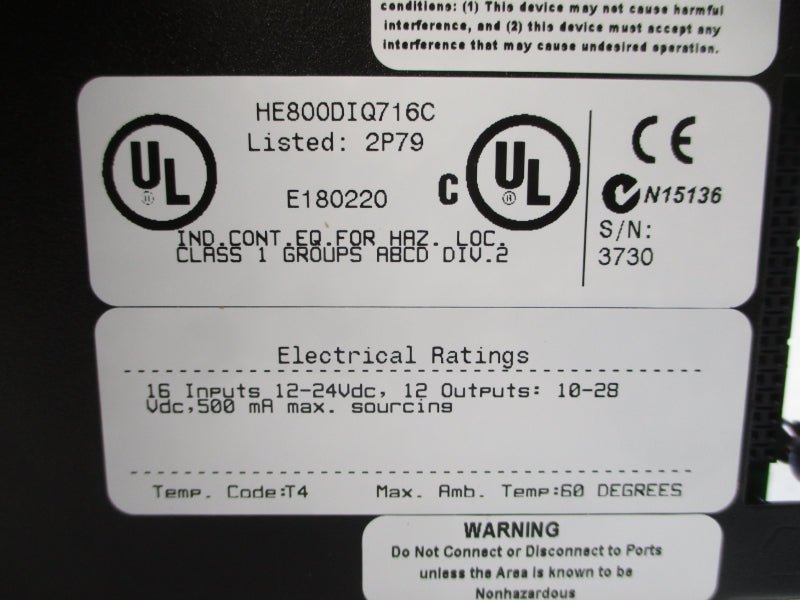 conditions: (1) This device may not cause harmful
interference, and (2) this device must accept any
interference that may cause undesired operation.
HE800DIQ716C
Listed: 2P79
UL ®
C UL ®
CE
E180220
N15136
IND.CONT.EQ.FOR HAZ. LOC.
CLASS 1 GROUPS ABCD DIV.2
S/N:
3730
Electrical Ratings
16 Inputs 12-24Vdc, 12 Outputs: 10-28
Vdc,500 mA max. sourcing
Temp. Code:T4 Max. Amb. Temp:60 DEGREES
WARNING
Do Not Connect or Disconnect to Ports
unless the Area is known to be
Nonhazardous